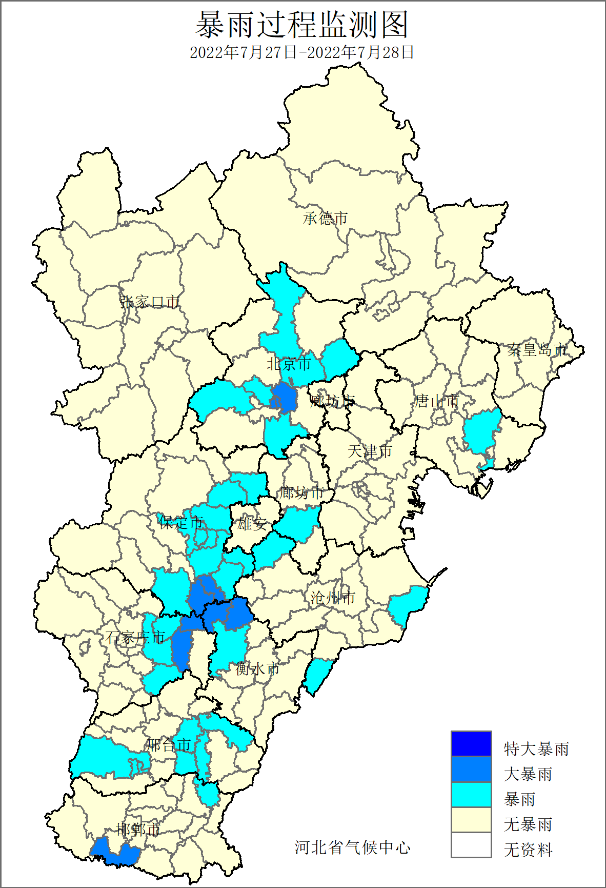 暴雨过程监测图
2022年7月27日-2022年7月28日
承德市
张家口市
秦皇岛市
北京市
廊坊市
唐山市
天津市
廊坊市
保定市
雄安
沧州市
石家庄市
衡水市
邢台市
邯郸市
特大暴雨
大暴雨
暴雨
无暴雨
无资料
河北省气候中心